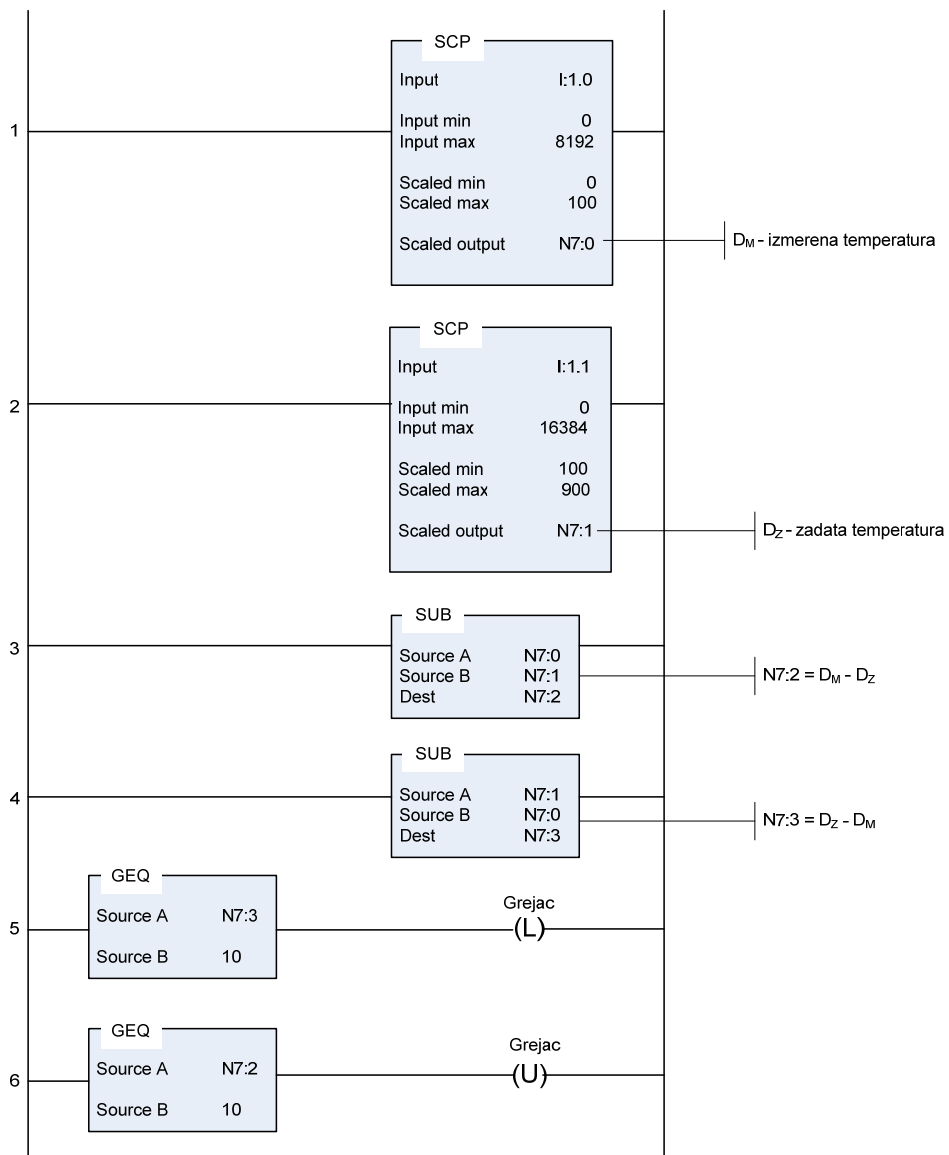 SCP
Input I:1.0
Input min 0
Input max 8192
Scaled min 0
Scaled max 100
Scaled output N7:0
1
DM - izmerena temperatura
SCP
Input I:1.1
Input min 0
Input max 16384
Scaled min 100
Scaled max 900
Scaled output N7:1
2
DZ - zadata temperatura
SUB
3
Source A N7:0
Source B N7:1
Dest N7:2
N7:2 = DM - DZ
SUB
4
Source A N7:1
Source B N7:0
Dest N7:3
N7:3 = DZ - DM
GEQ
Source A N7:3
Source B 10
5
Grejac
(L)
GEQ
Source A N7:2
Source B 10
6
Grejac
(U)